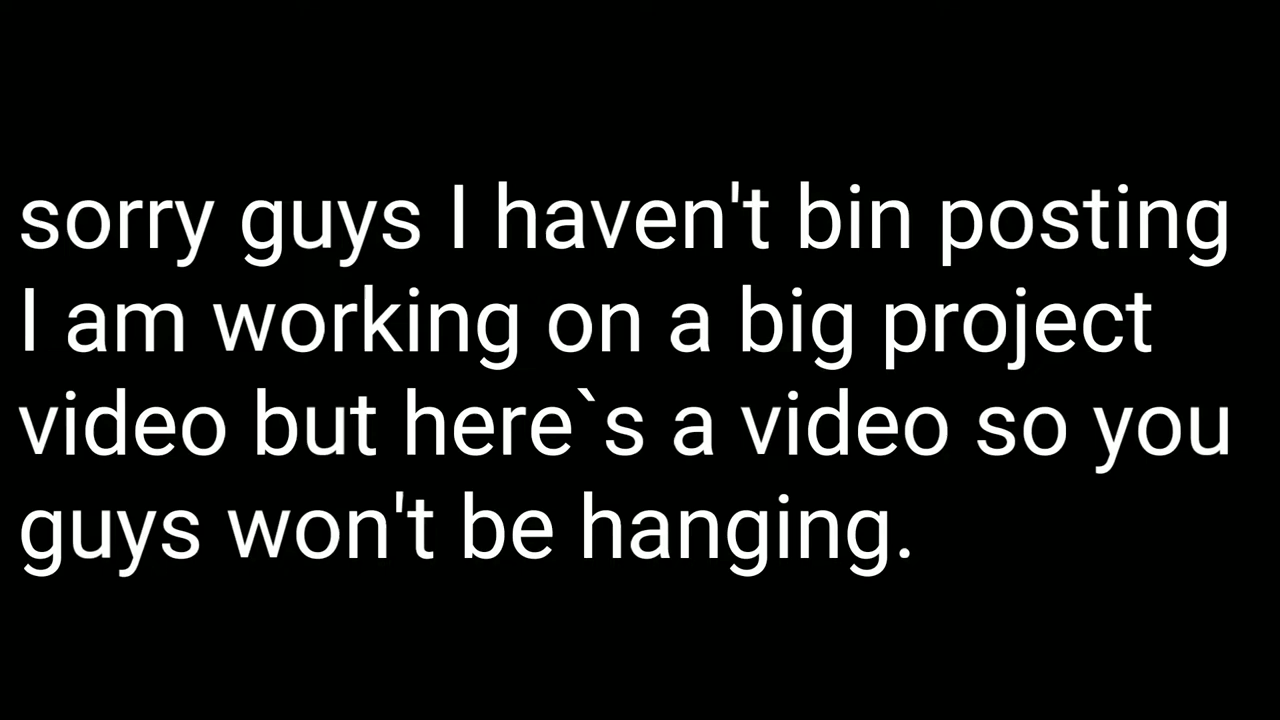 sorry guys I haven't bin posting
I am working on a big project
video but here`s a video so you
guys won't be hanging.